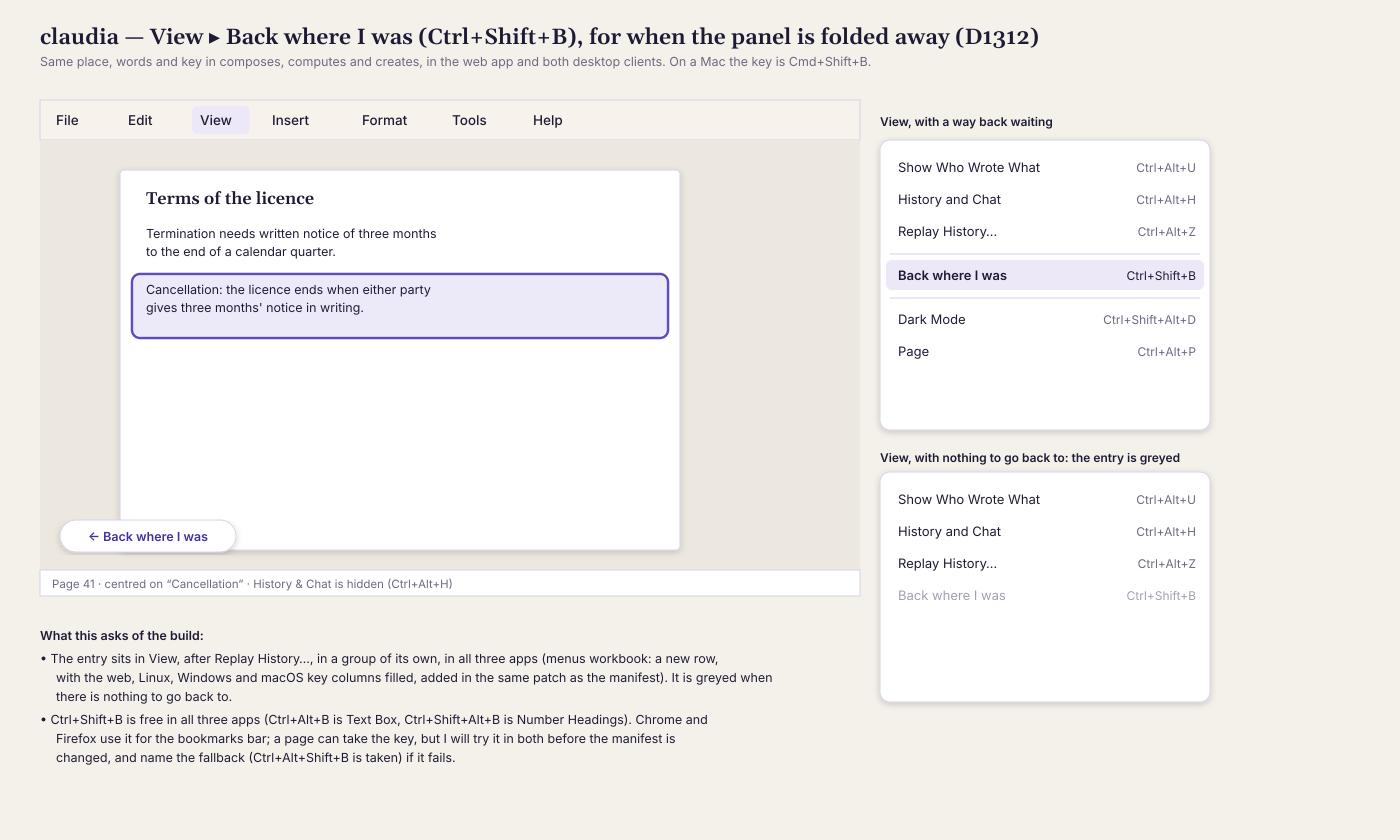 claudia — View ▸ Back where I was (Ctrl+Shift+B), for when the panel is folded away (D1312)
Same place, words and key in composes, computes and creates, in the web app and both desktop clients. On a Mac the key is Cmd+Shift+B.
File Edit View Insert Format Tools Help
Terms of the licence
Termination needs written notice of three months
to the end of a calendar quarter.
Cancellation: the licence ends when either party
gives three months' notice in writing.
← Back where I was
Page 41 · centred on “Cancellation” · History & Chat is hidden (Ctrl+Alt+H)
View, with a way back waiting
Show Who Wrote What Ctrl+Alt+U
History and Chat Ctrl+Alt+H
Replay History... Ctrl+Alt+Z
Back where I was Ctrl+Shift+B
Dark Mode Ctrl+Shift+Alt+D
Page Ctrl+Alt+P
View, with nothing to go back to: the entry is greyed
Show Who Wrote What Ctrl+Alt+U
History and Chat Ctrl+Alt+H
Replay History... Ctrl+Alt+Z
Back where I was Ctrl+Shift+B
What this asks of the build:
• The entry sits in View, after Replay History..., in a group of its own, in all three apps (menus workbook: a new row,
with the web, Linux, Windows and macOS key columns filled, added in the same patch as the manifest). It is greyed when
there is nothing to go back to.
• Ctrl+Shift+B is free in all three apps (Ctrl+Alt+B is Text Box, Ctrl+Shift+Alt+B is Number Headings). Chrome and
Firefox use it for the bookmarks bar; a page can take the key, but I will try it in both before the manifest is
changed, and name the fallback (Ctrl+Alt+Shift+B is taken) if it fails.